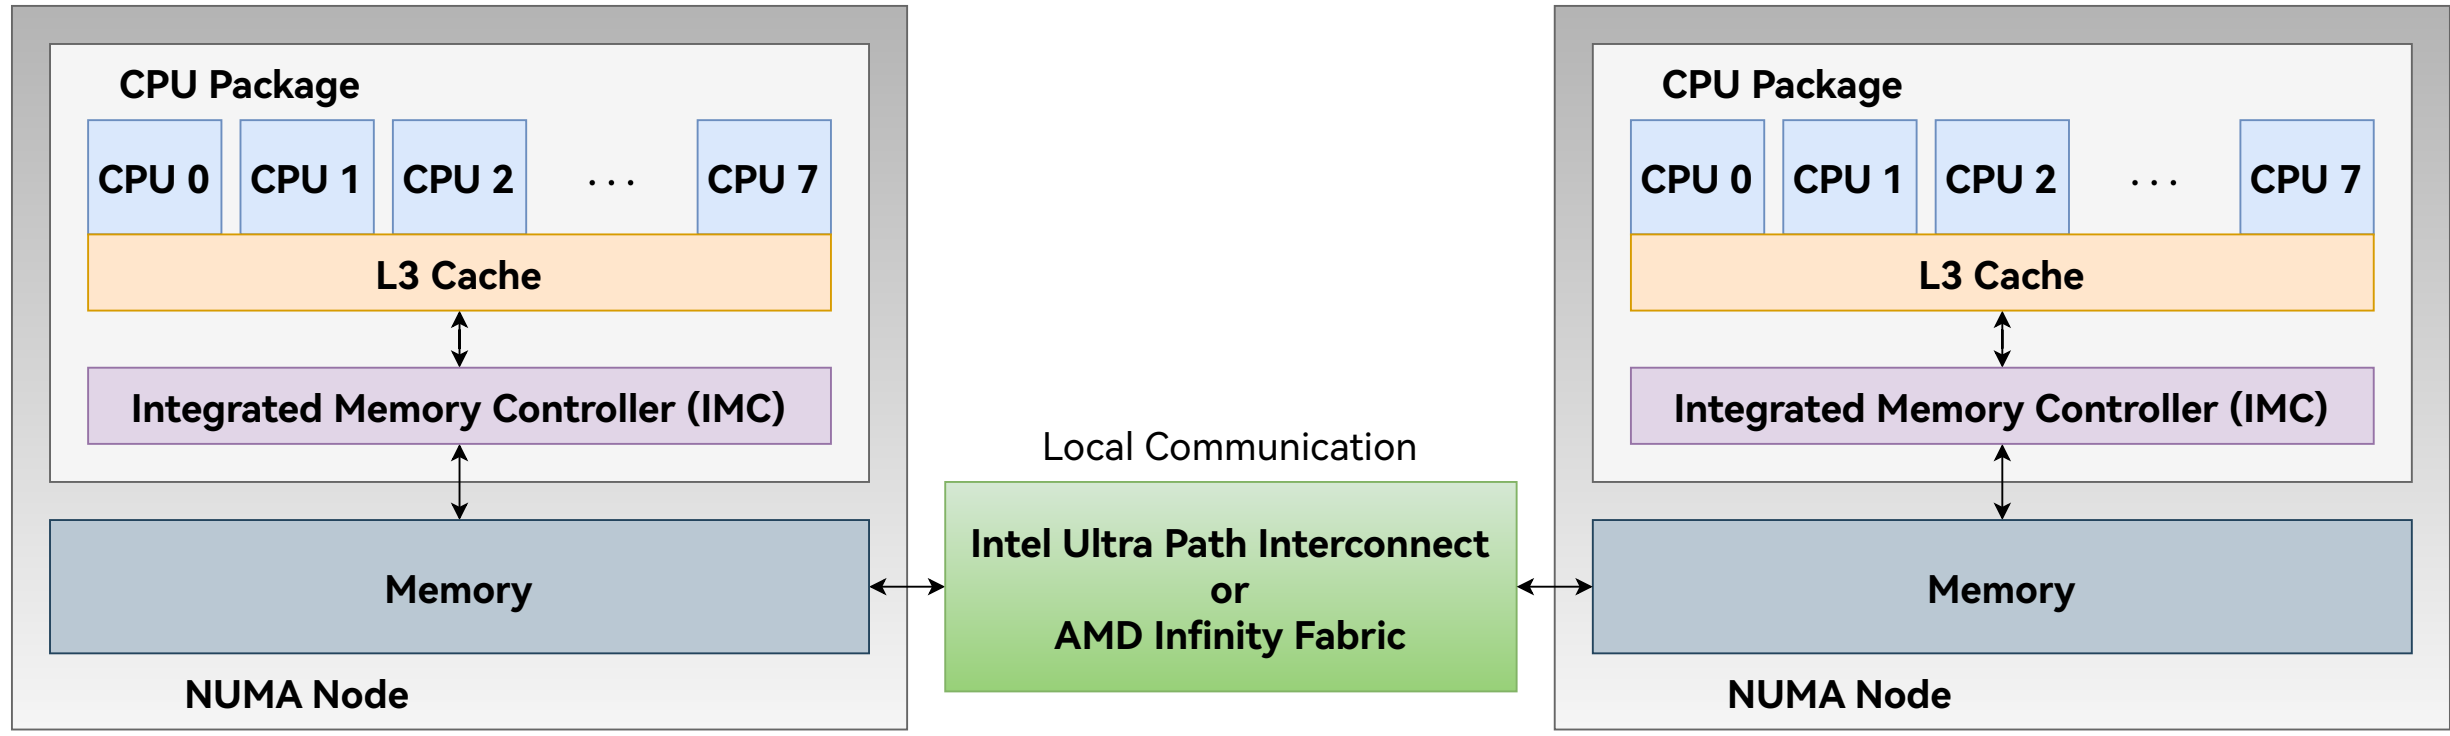 CPU Package
CPU 0 CPU 1 CPU 2 . . . CPU 7
L3 Cache
Integrated Memory Controller (IMC)
Memory
NUMA Node
Local Communication
Intel Ultra Path Interconnect
or
AMD Infinity Fabric
CPU Package
CPU 0 CPU 1 CPU 2 . . . CPU 7
L3 Cache
Integrated Memory Controller (IMC)
Memory
NUMA Node